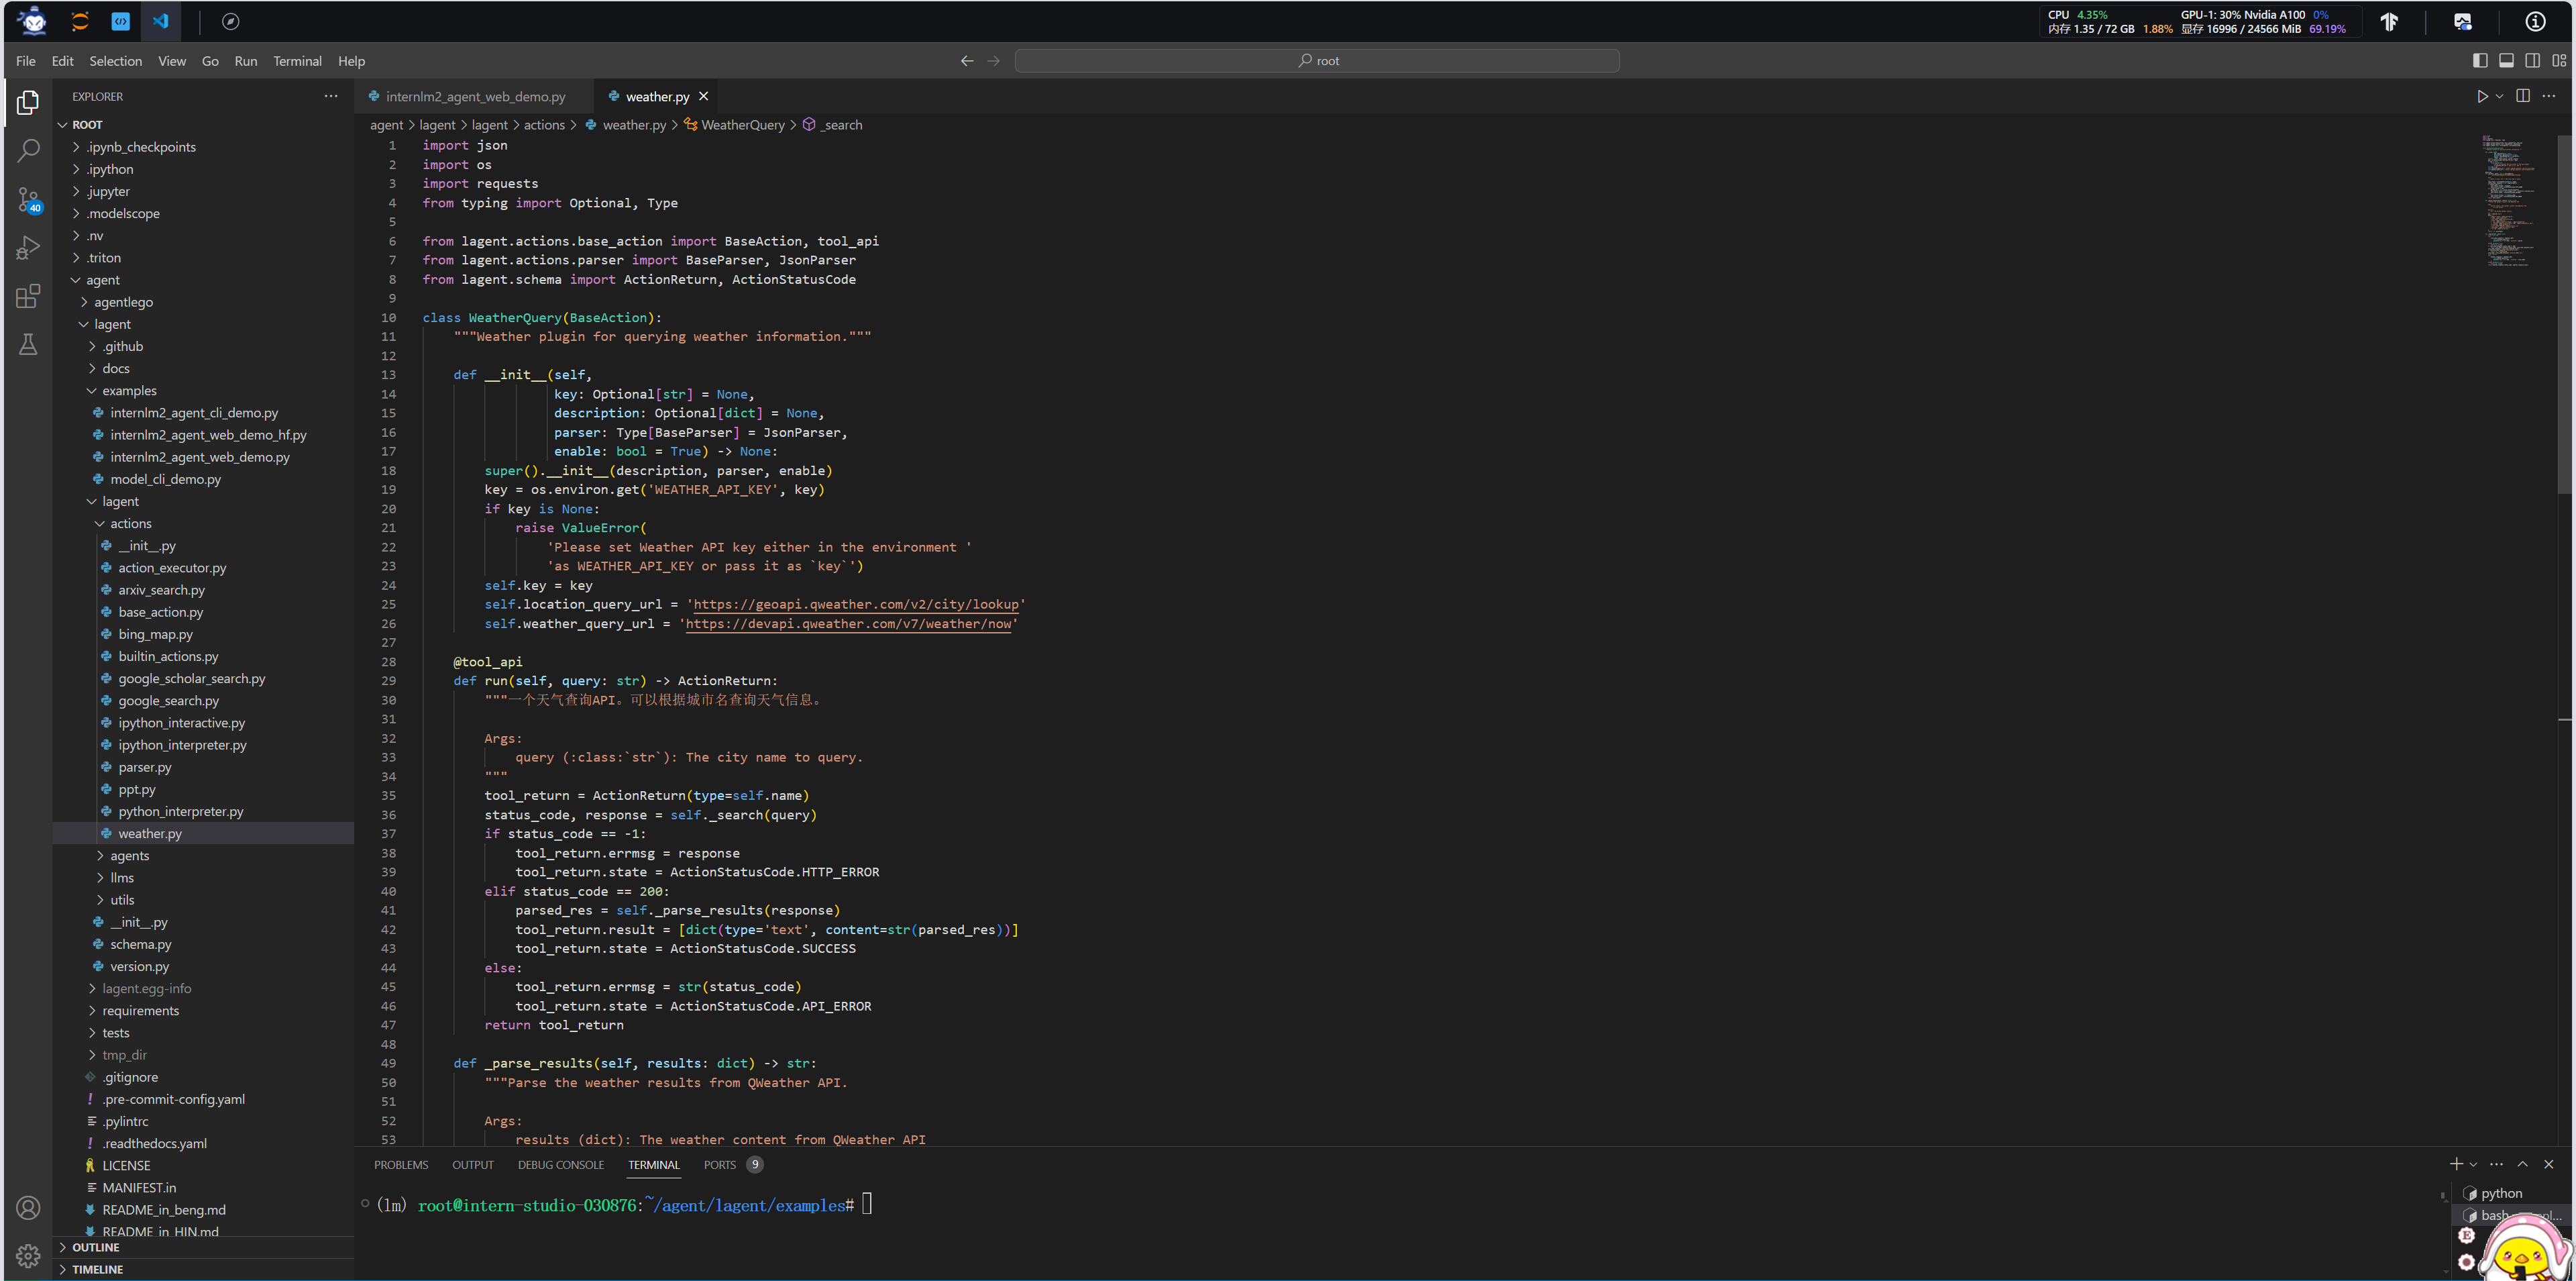 CPU 4.35% GPU-1: 30% Nvidia A100 0%
内存 1.35 / 72 GB 1.88% 显存 16996 / 24566 MiB 69.19%
File Edit Selection View Go Run Terminal Help
root
EXPLORER
ROOT
.ipynb_checkpoints
.ipython
.jupyter
.modelscope
.nv
.triton
agent
agentlego
lagent
.github
docs
examples
internlm2_agent_cli_demo.py
internlm2_agent_web_demo_hf.py
internlm2_agent_web_demo.py
model_cli_demo.py
lagent
actions
__init__.py
action_executor.py
arxiv_search.py
base_action.py
bing_map.py
builtin_actions.py
google_scholar_search.py
google_search.py
ipython_interactive.py
ipython_interpreter.py
parser.py
ppt.py
python_interpreter.py
weather.py
agents
llms
utils
__init__.py
schema.py
version.py
lagent.egg-info
requirements
tests
tmp_dir
.gitignore
.pre-commit-config.yaml
.pylintrc
.readthedocs.yaml
LICENSE
MANIFEST.in
README_in_beng.md
README_in_HIN.md
OUTLINE
TIMELINE
40
internlm2_agent_web_demo.py weather.py
agent > lagent > lagent > actions > weather.py > WeatherQuery > _search
1 import json
2 import os
3 import requests
4 from typing import Optional, Type
5
6 from lagent.actions.base_action import BaseAction, tool_api
7 from lagent.actions.parser import BaseParser, JsonParser
8 from lagent.schema import ActionReturn, ActionStatusCode
9
10 class WeatherQuery(BaseAction):
11 """Weather plugin for querying weather information."""
12
13 def __init__(self,
14 key: Optional[str] = None,
15 description: Optional[dict] = None,
16 parser: Type[BaseParser] = JsonParser,
17 enable: bool = True) -> None:
18 super().__init__(description, parser, enable)
19 key = os.environ.get('WEATHER_API_KEY', key)
20 if key is None:
21 raise ValueError(
22 'Please set Weather API key either in the environment '
23 'as WEATHER_API_KEY or pass it as `key`')
24 self.key = key
25 self.location_query_url = 'https://geoapi.qweather.com/v2/city/lookup'
26 self.weather_query_url = 'https://devapi.qweather.com/v7/weather/now'
27
28 @tool_api
29 def run(self, query: str) -> ActionReturn:
30 """一个天气查询API。可以根据城市名查询天气信息。
31
32 Args:
33 query (:class:`str`): The city name to query.
34 """
35 tool_return = ActionReturn(type=self.name)
36 status_code, response = self._search(query)
37 if status_code == -1:
38 tool_return.errmsg = response
39 tool_return.state = ActionStatusCode.HTTP_ERROR
40 elif status_code == 200:
41 parsed_res = self._parse_results(response)
42 tool_return.result = [dict(type='text', content=str(parsed_res))]
43 tool_return.state = ActionStatusCode.SUCCESS
44 else:
45 tool_return.errmsg = str(status_code)
46 tool_return.state = ActionStatusCode.API_ERROR
47 return tool_return
48
49 def _parse_results(self, results: dict) -> str:
50 """Parse the weather results from QWeather API.
51
52 Args:
53 results (dict): The weather content from QWeather API
PROBLEMS OUTPUT DEBUG CONSOLE TERMINAL PORTS 9
(lm) root@intern-studio-030876:~/agent/lagent/examples#
python
bash